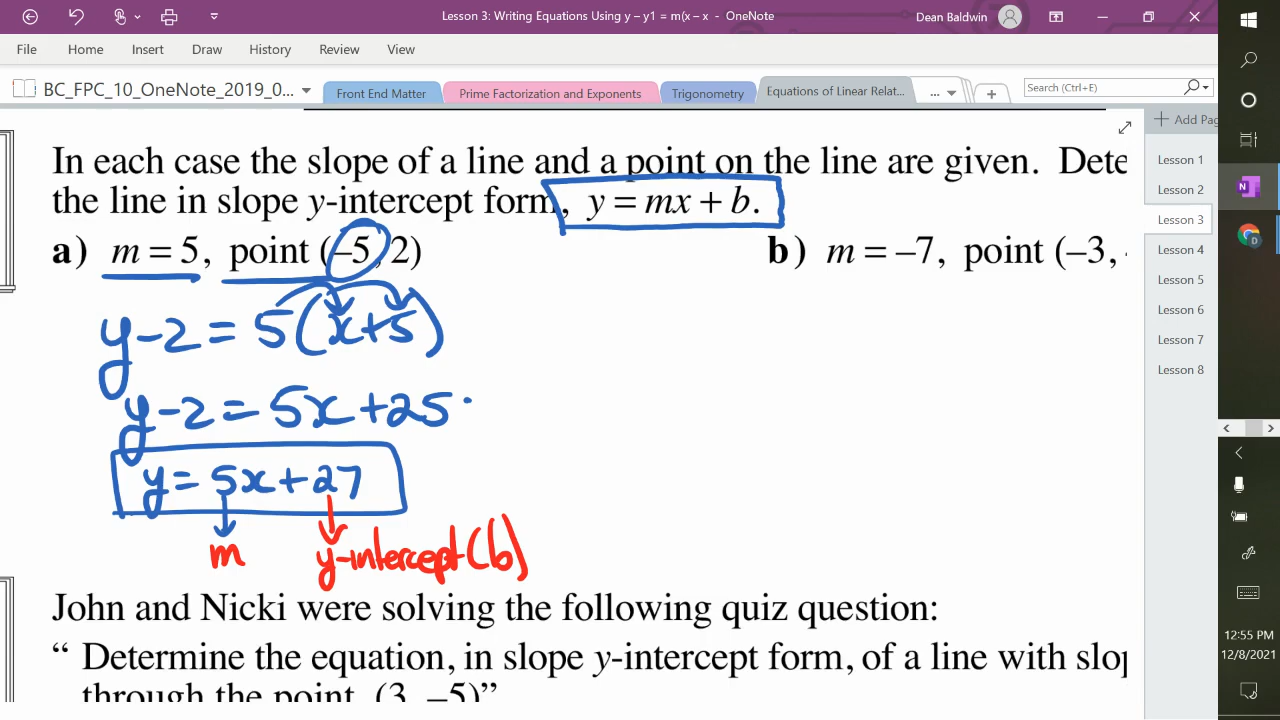 Lesson 3: Writing Equations Using y – y1 = m(x – x - OneNote
Dean Baldwin
File Home Insert Draw History Review View
BC_FPC_10_OneNote_2019_0...
Front End Matter
Prime Factorization and Exponents
Trigonometry
Equations of Linear Relat...
...
Search (Ctrl+E)
Add Pag
In each case the slope of a line and a point on the line are given. Dete
the line in slope y-intercept form, y = mx + b.
a) m = 5, point (–5, 2)
b) m = –7, point (–3,
y-2 = 5(x+5)
y-2 = 5x+25
y = 5x+27
m
y-intercept (b)
John and Nicki were solving the following quiz question:
“ Determine the equation, in slope y-intercept form, of a line with slop
through the point (3, –5)”
Lesson 1
Lesson 2
Lesson 3
Lesson 4
Lesson 5
Lesson 6
Lesson 7
Lesson 8
12:55 PM
12/8/2021